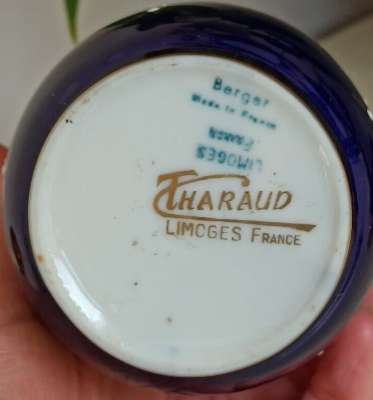 Berger
Made in France
FRANCE
LIMOGES
THARAUD
LIMOGES FRANCE